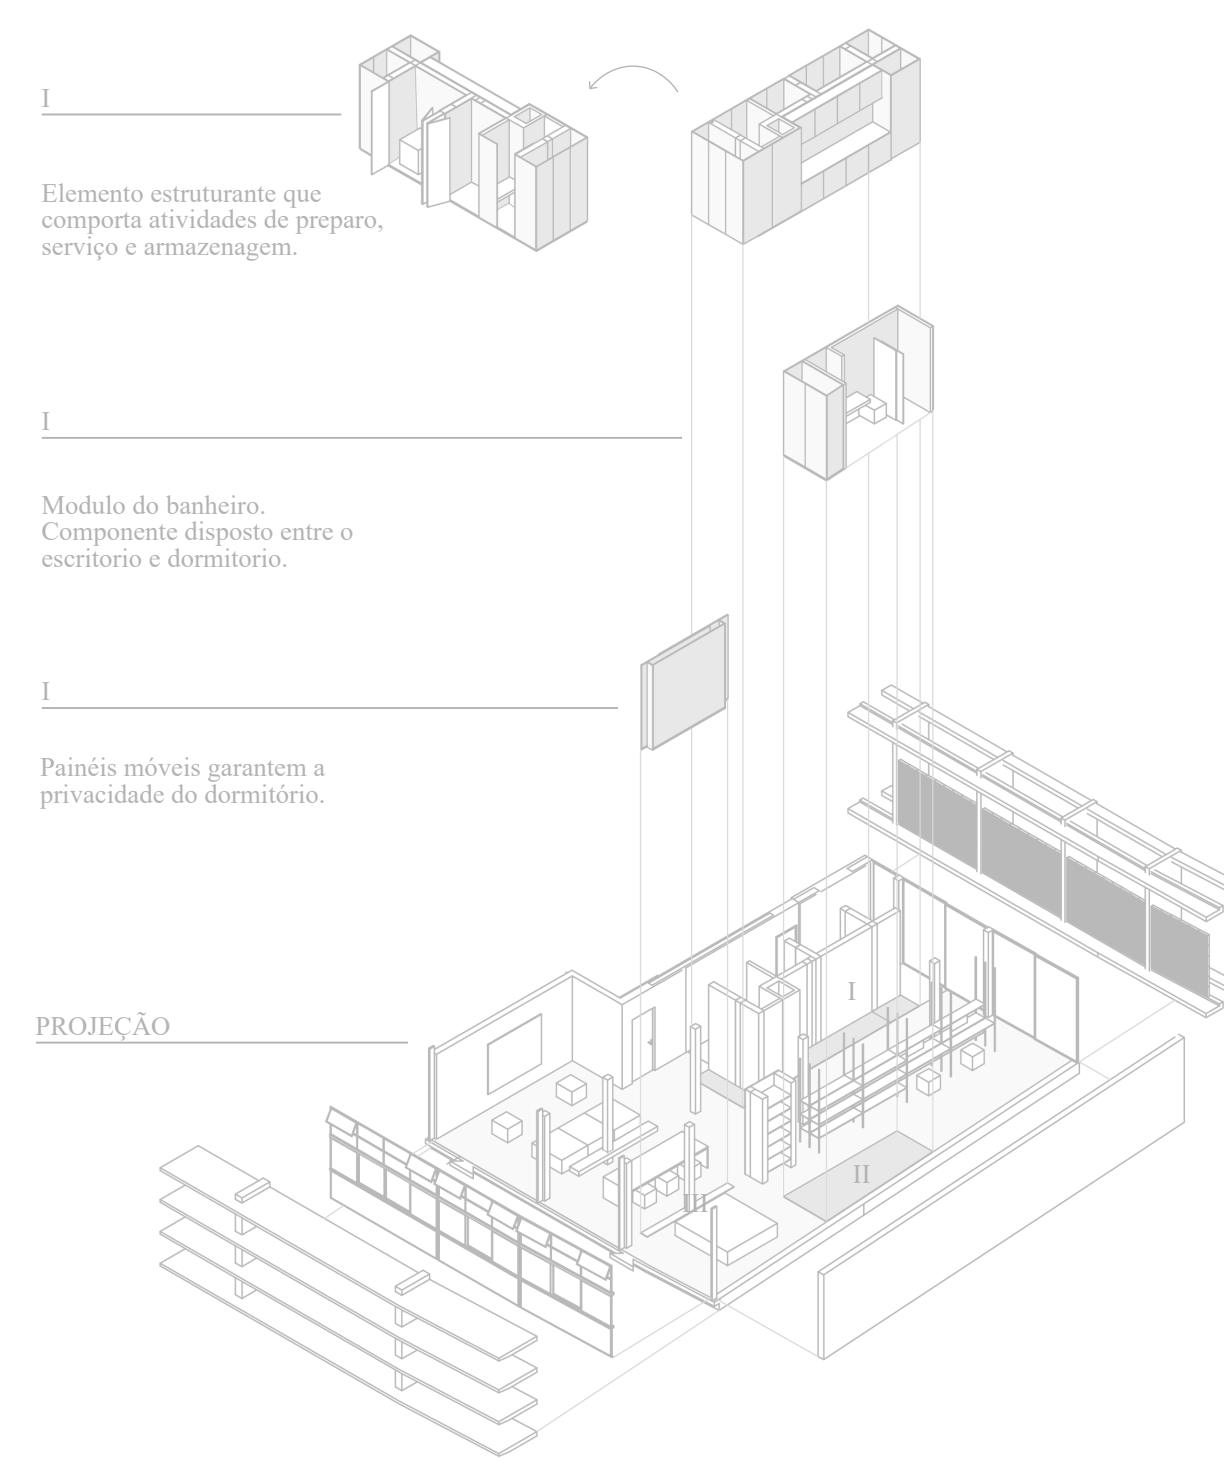 I
Elemento estruturante que
comporta atividades de preparo,
serviço e armazenagem.
I
Modulo do banheiro.
Componente disposto entre o
escritorio e dormitorio.
I
Painéis móveis garantem a
privacidade do dormitório.
PROJEÇÃO
I
II
III